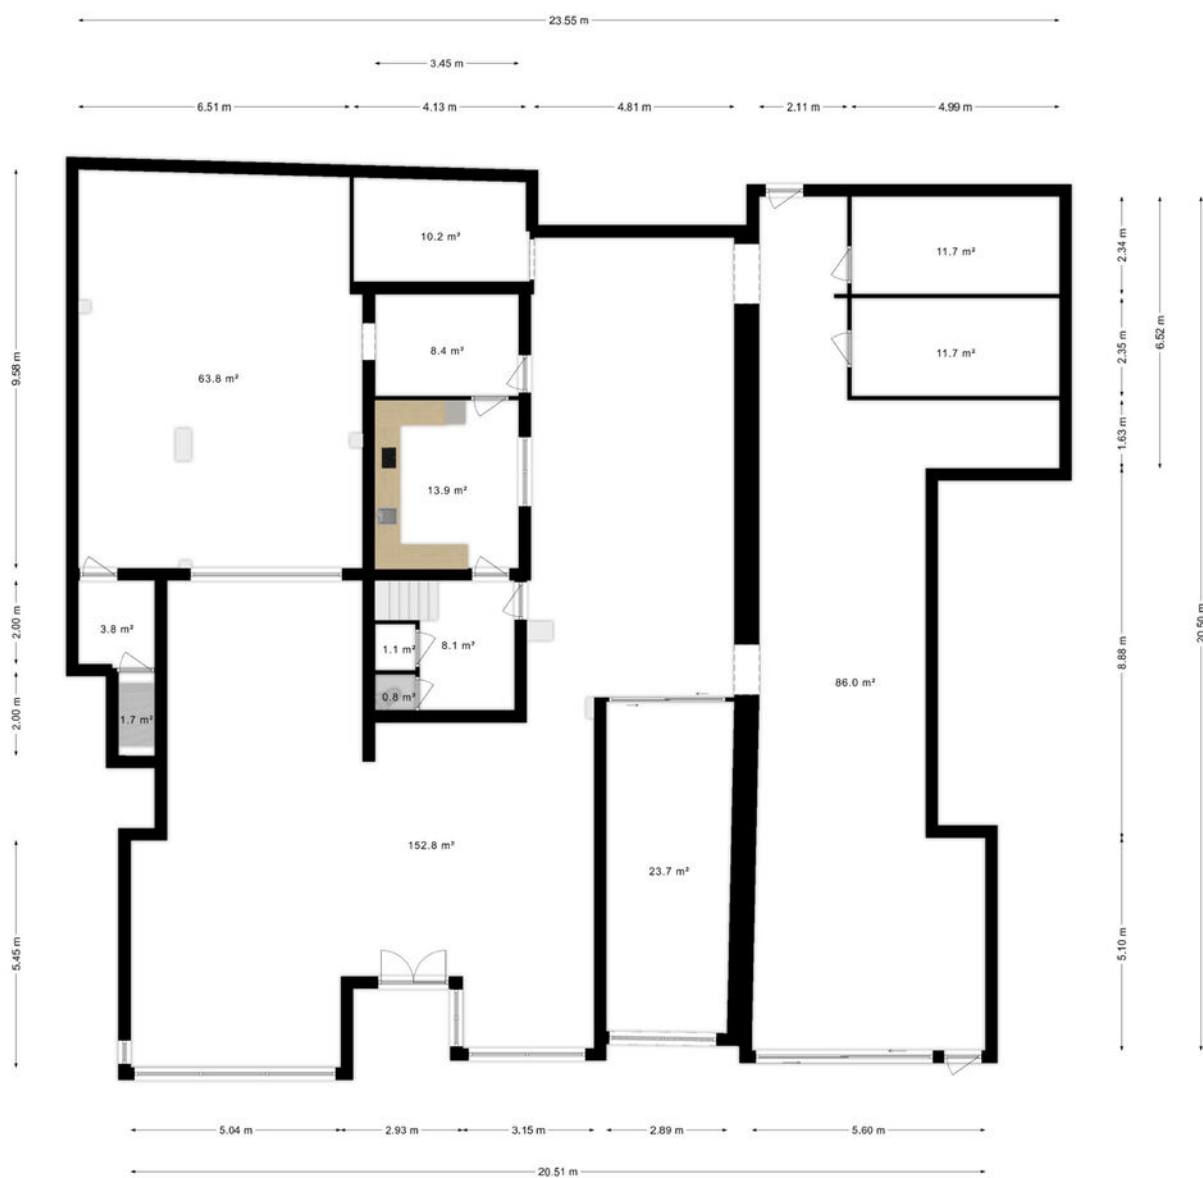 23.55 m
3.45 m
6.51 m
4.13 m
4.81 m
2.11 m
4.99 m
10.2 m²
11.7 m²
2.34 m
6.52 m
8.4 m²
11.7 m²
2.35 m
9.58 m
63.8 m²
1.63 m
13.9 m²
20.50 m
3.8 m²
2.00 m
1.1 m²
8.1 m²
8.88 m
86.0 m²
0.8 m²
2.00 m
1.7 m²
152.8 m²
23.7 m²
5.45 m
5.10 m
5.04 m
2.93 m
3.15 m
2.89 m
5.60 m
20.51 m